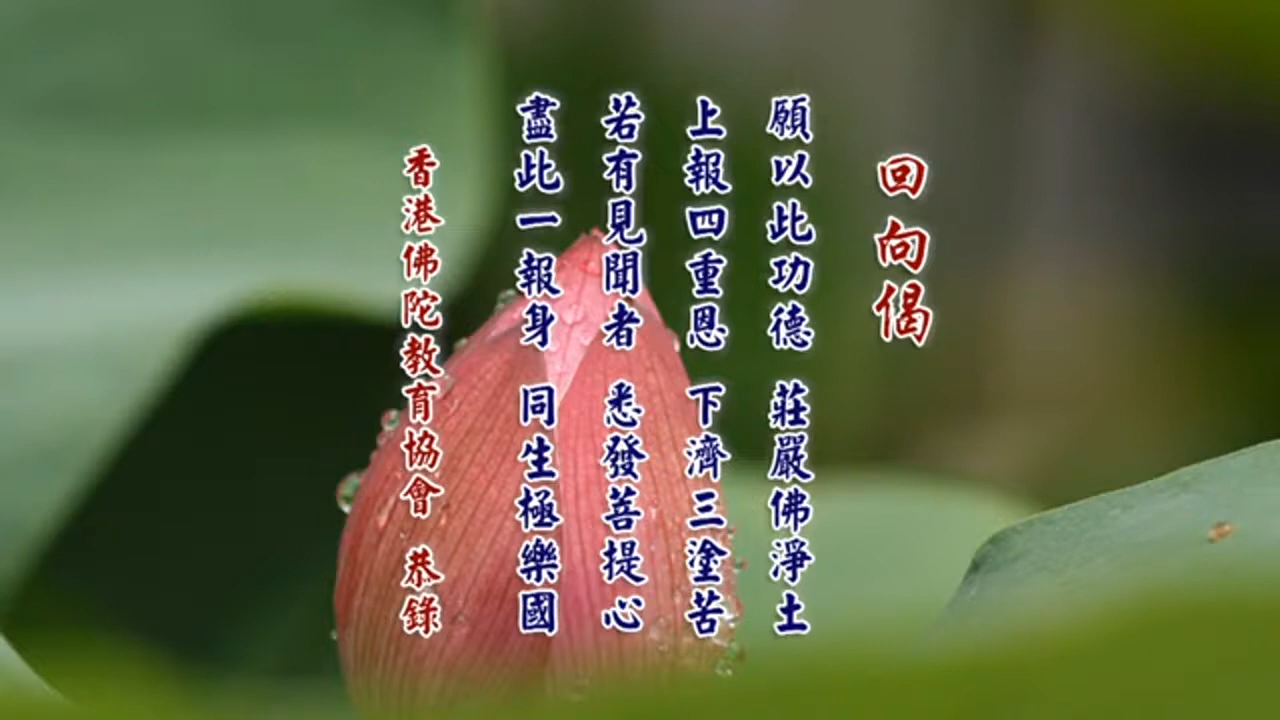 回向偈
願以此功德 莊嚴佛淨土
上報四重恩 下濟三塗苦
若有見聞者 悉發菩提心
盡此一報身 同生極樂國
香港佛陀教育協會 恭錄